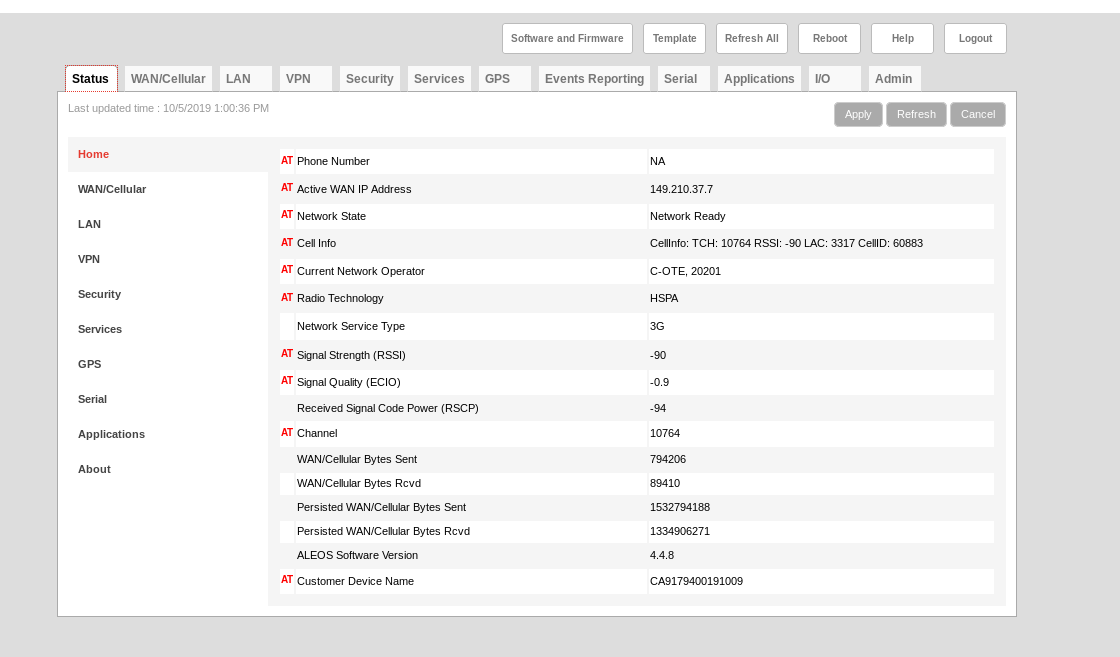 Software and Firmware Template Refresh All Reboot Help Logout
Status WAN/Cellular LAN VPN Security Services GPS Events Reporting Serial Applications I/O Admin
Last updated time : 10/5/2019 1:00:36 PM
Apply Refresh Cancel
Home
WAN/Cellular
LAN
VPN
Security
Services
GPS
Serial
Applications
About
AT Phone Number NA
AT Active WAN IP Address 149.210.37.7
AT Network State Network Ready
AT Cell Info CellInfo: TCH: 10764 RSSI: -90 LAC: 3317 CellID: 60883
AT Current Network Operator C-OTE, 20201
AT Radio Technology HSPA
Network Service Type 3G
AT Signal Strength (RSSI) -90
AT Signal Quality (ECIO) -0.9
Received Signal Code Power (RSCP) -94
AT Channel 10764
WAN/Cellular Bytes Sent 794206
WAN/Cellular Bytes Rcvd 89410
Persisted WAN/Cellular Bytes Sent 1532794188
Persisted WAN/Cellular Bytes Rcvd 1334906271
ALEOS Software Version 4.4.8
AT Customer Device Name CA9179400191009